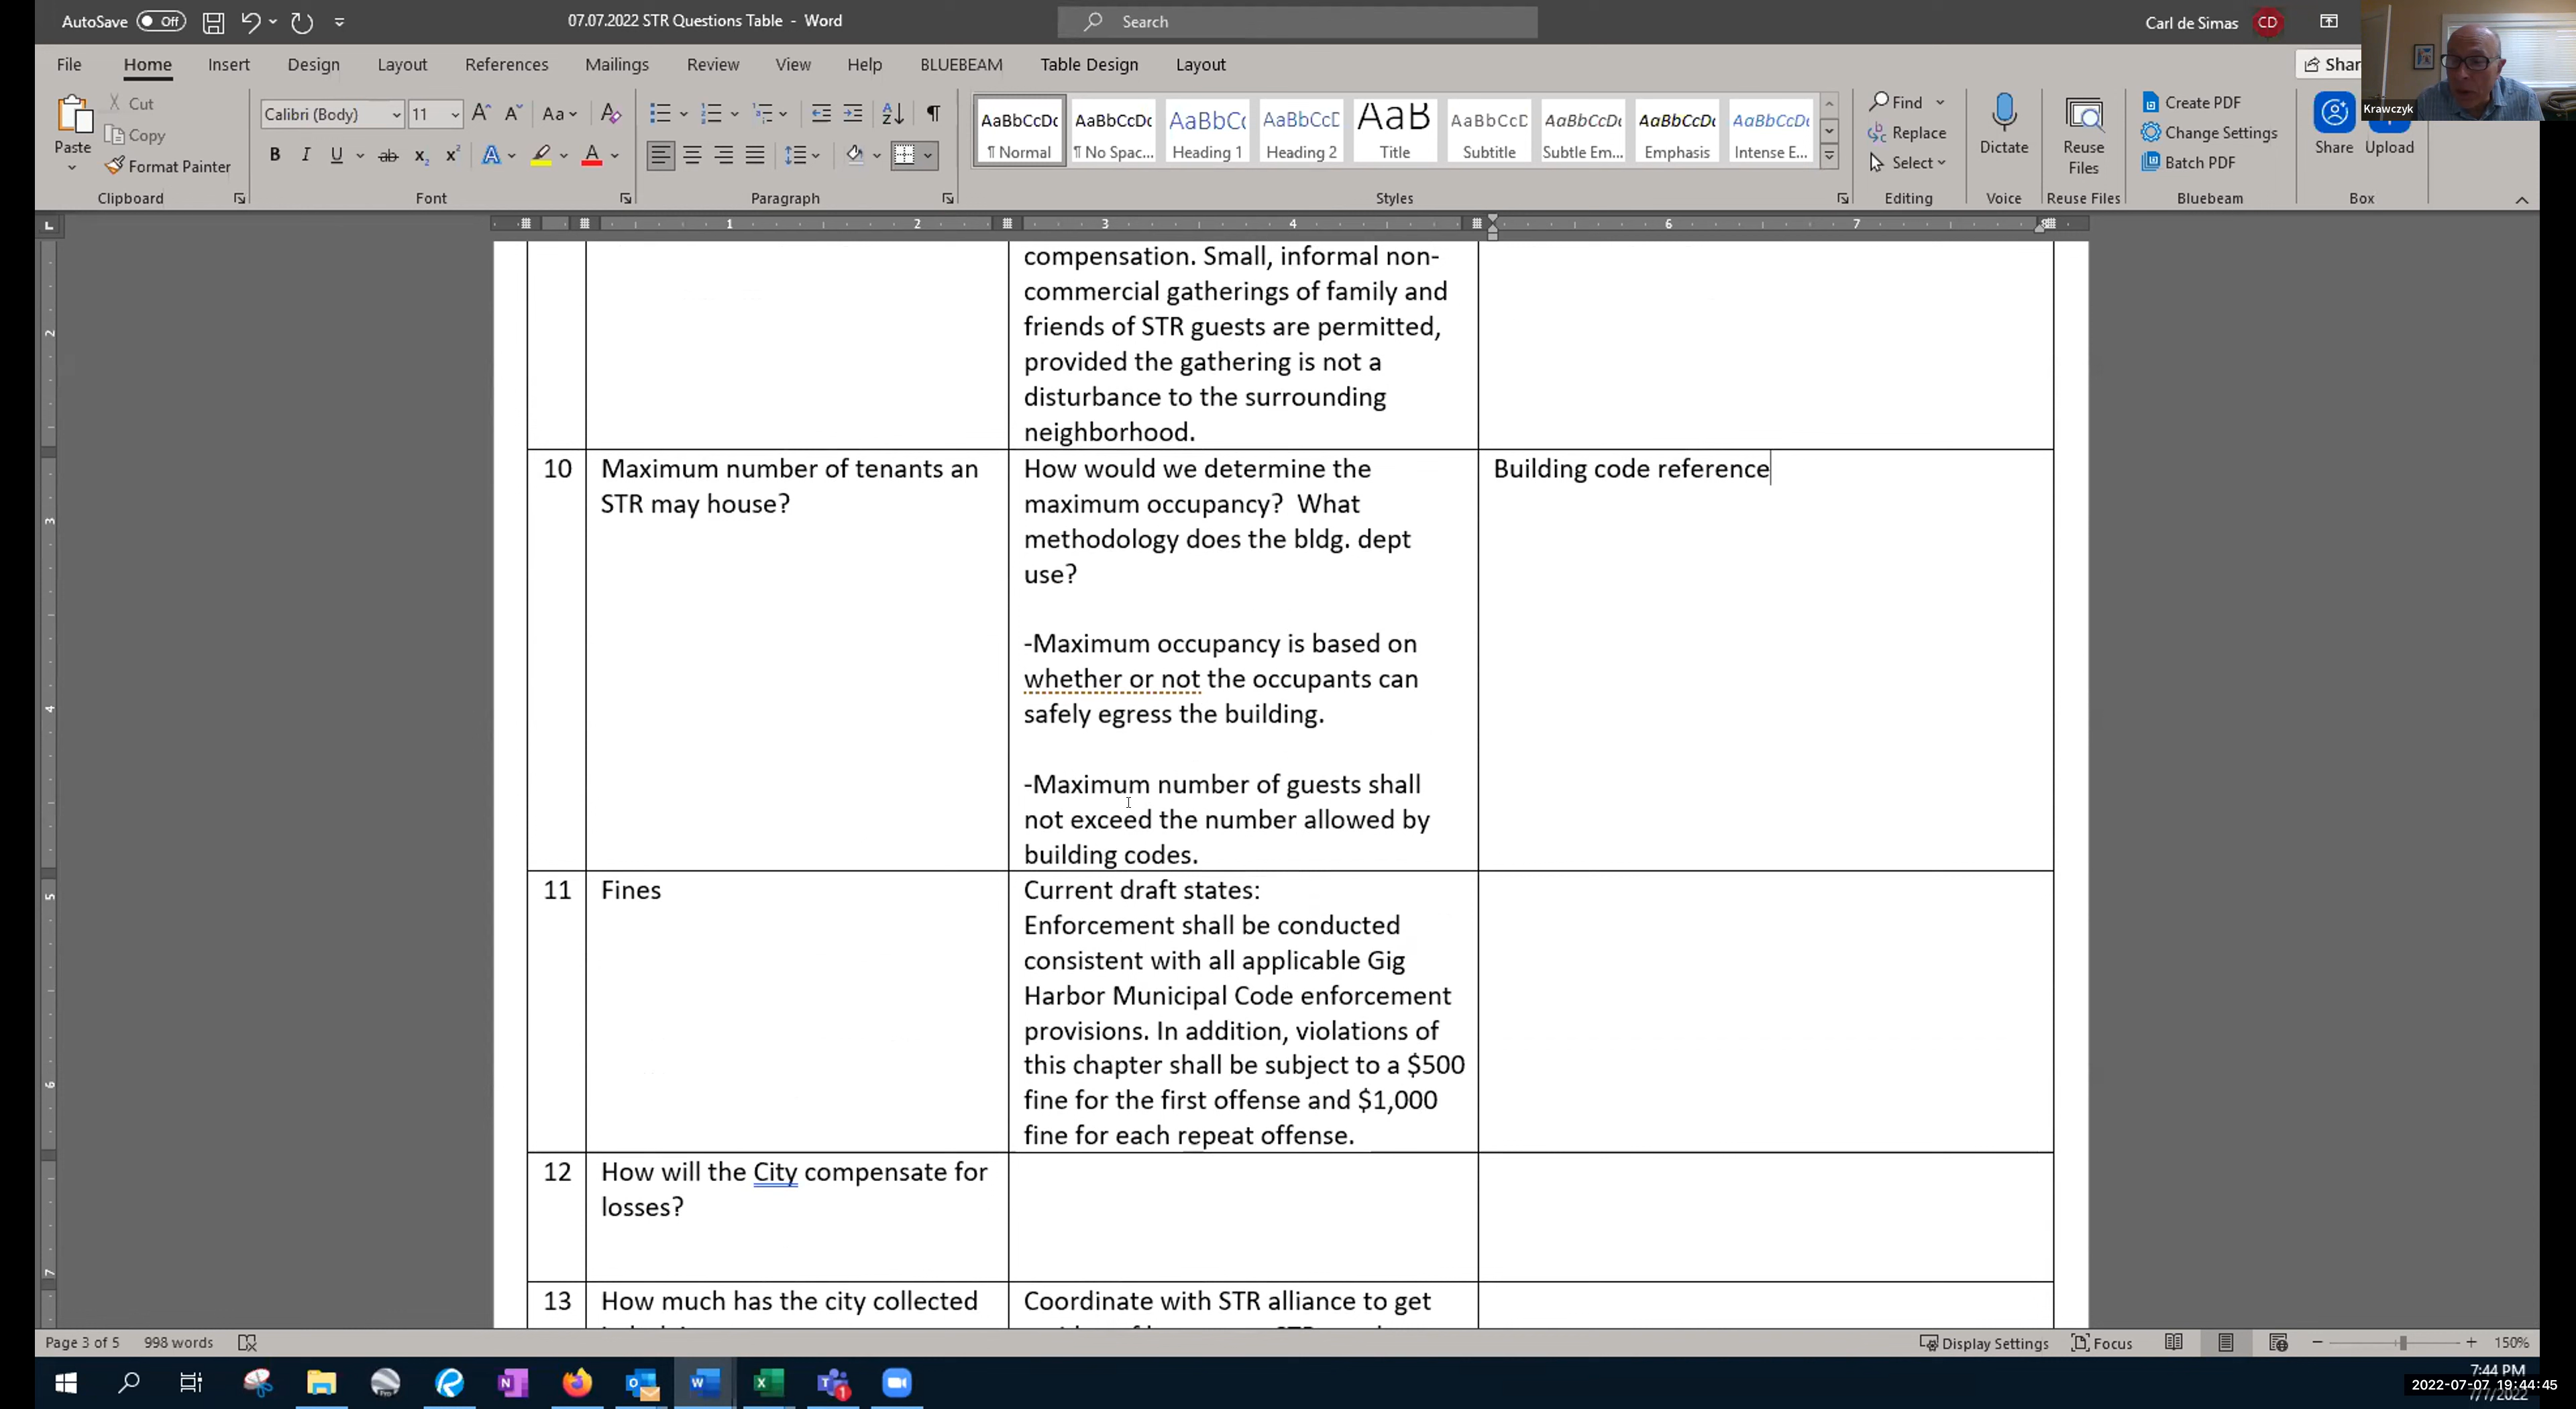 AutoSave Off
07.07.2022 STR Questions Table - Word
Search
Carl de Simas CD
File Home Insert Design Layout References Mailings Review View Help BLUEBEAM Table Design Layout
Krawczyk
Paste
Cut
Copy
Format Painter
Clipboard
Calibri (Body) 11
Font
Paragraph
AaBbCcDc AaBbCcDc AaBbCc AaBbCcD AaB AaBbCcD AaBbCcDc AaBbCcDc AaBbCcDc
¶ Normal ¶ No Spac... Heading 1 Heading 2 Title Subtitle Subtle Em... Emphasis Intense E...
Styles
Find
Replace
Select
Editing
Dictate
Voice
Reuse Files
Reuse Files
Create PDF
Change Settings
Batch PDF
Bluebeam
Share Upload
Box
1 2 3 4 6 7
compensation. Small, informal non-
commercial gatherings of family and
friends of STR guests are permitted,
provided the gathering is not a
disturbance to the surrounding
neighborhood.
10
Maximum number of tenants an
STR may house?
How would we determine the
maximum occupancy?  What
methodology does the bldg. dept
use?
-Maximum occupancy is based on
whether or not the occupants can
safely egress the building.
-Maximum number of guests shall
not exceed the number allowed by
building codes.
Building code reference
11
Fines
Current draft states:
Enforcement shall be conducted
consistent with all applicable Gig
Harbor Municipal Code enforcement
provisions. In addition, violations of
this chapter shall be subject to a $500
fine for the first offense and $1,000
fine for each repeat offense.
12
How will the City compensate for
losses?
13
How much has the city collected
Coordinate with STR alliance to get
Page 3 of 5 998 words
Display Settings Focus 150%
7:44 PM
2022-07-07 19:44:45